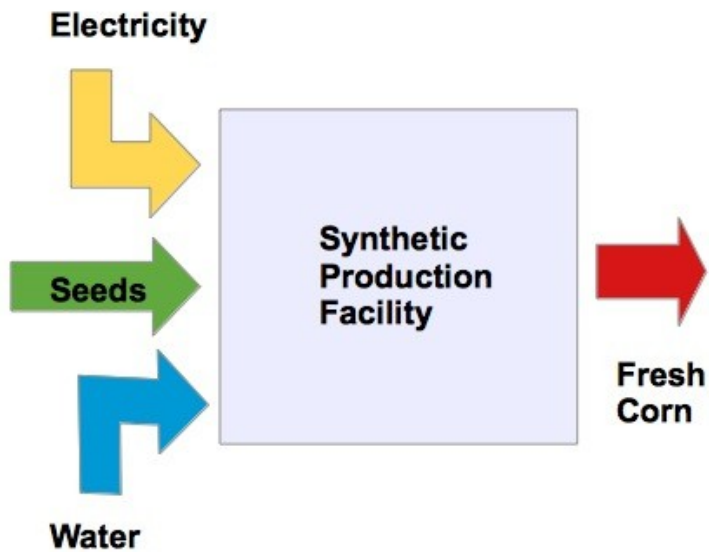 Electricity
Seeds
Water
Synthetic
Production
Facility
Fresh
Corn